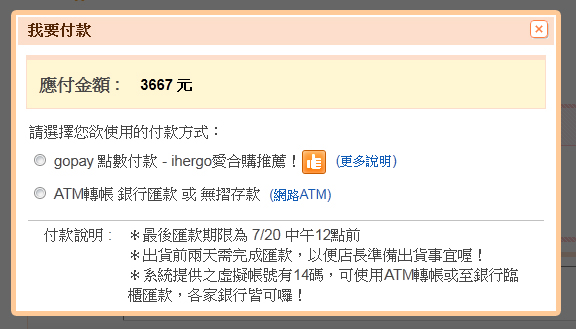 我要付款
應付金額： 3667 元
請選擇您欲使用的付款方式：
gopay 點數付款 - ihergo愛合購推薦！ (更多說明)
ATM轉帳 銀行匯款 或 無摺存款 (網路ATM)
付款說明： ＊最後匯款期限為 7/20 中午12點前
＊出貨前兩天需完成匯款，以便店長準備出貨事宜喔！
＊系統提供之虛擬帳號有14碼，可使用ATM轉帳或至銀行臨
櫃匯款，各家銀行皆可囉！